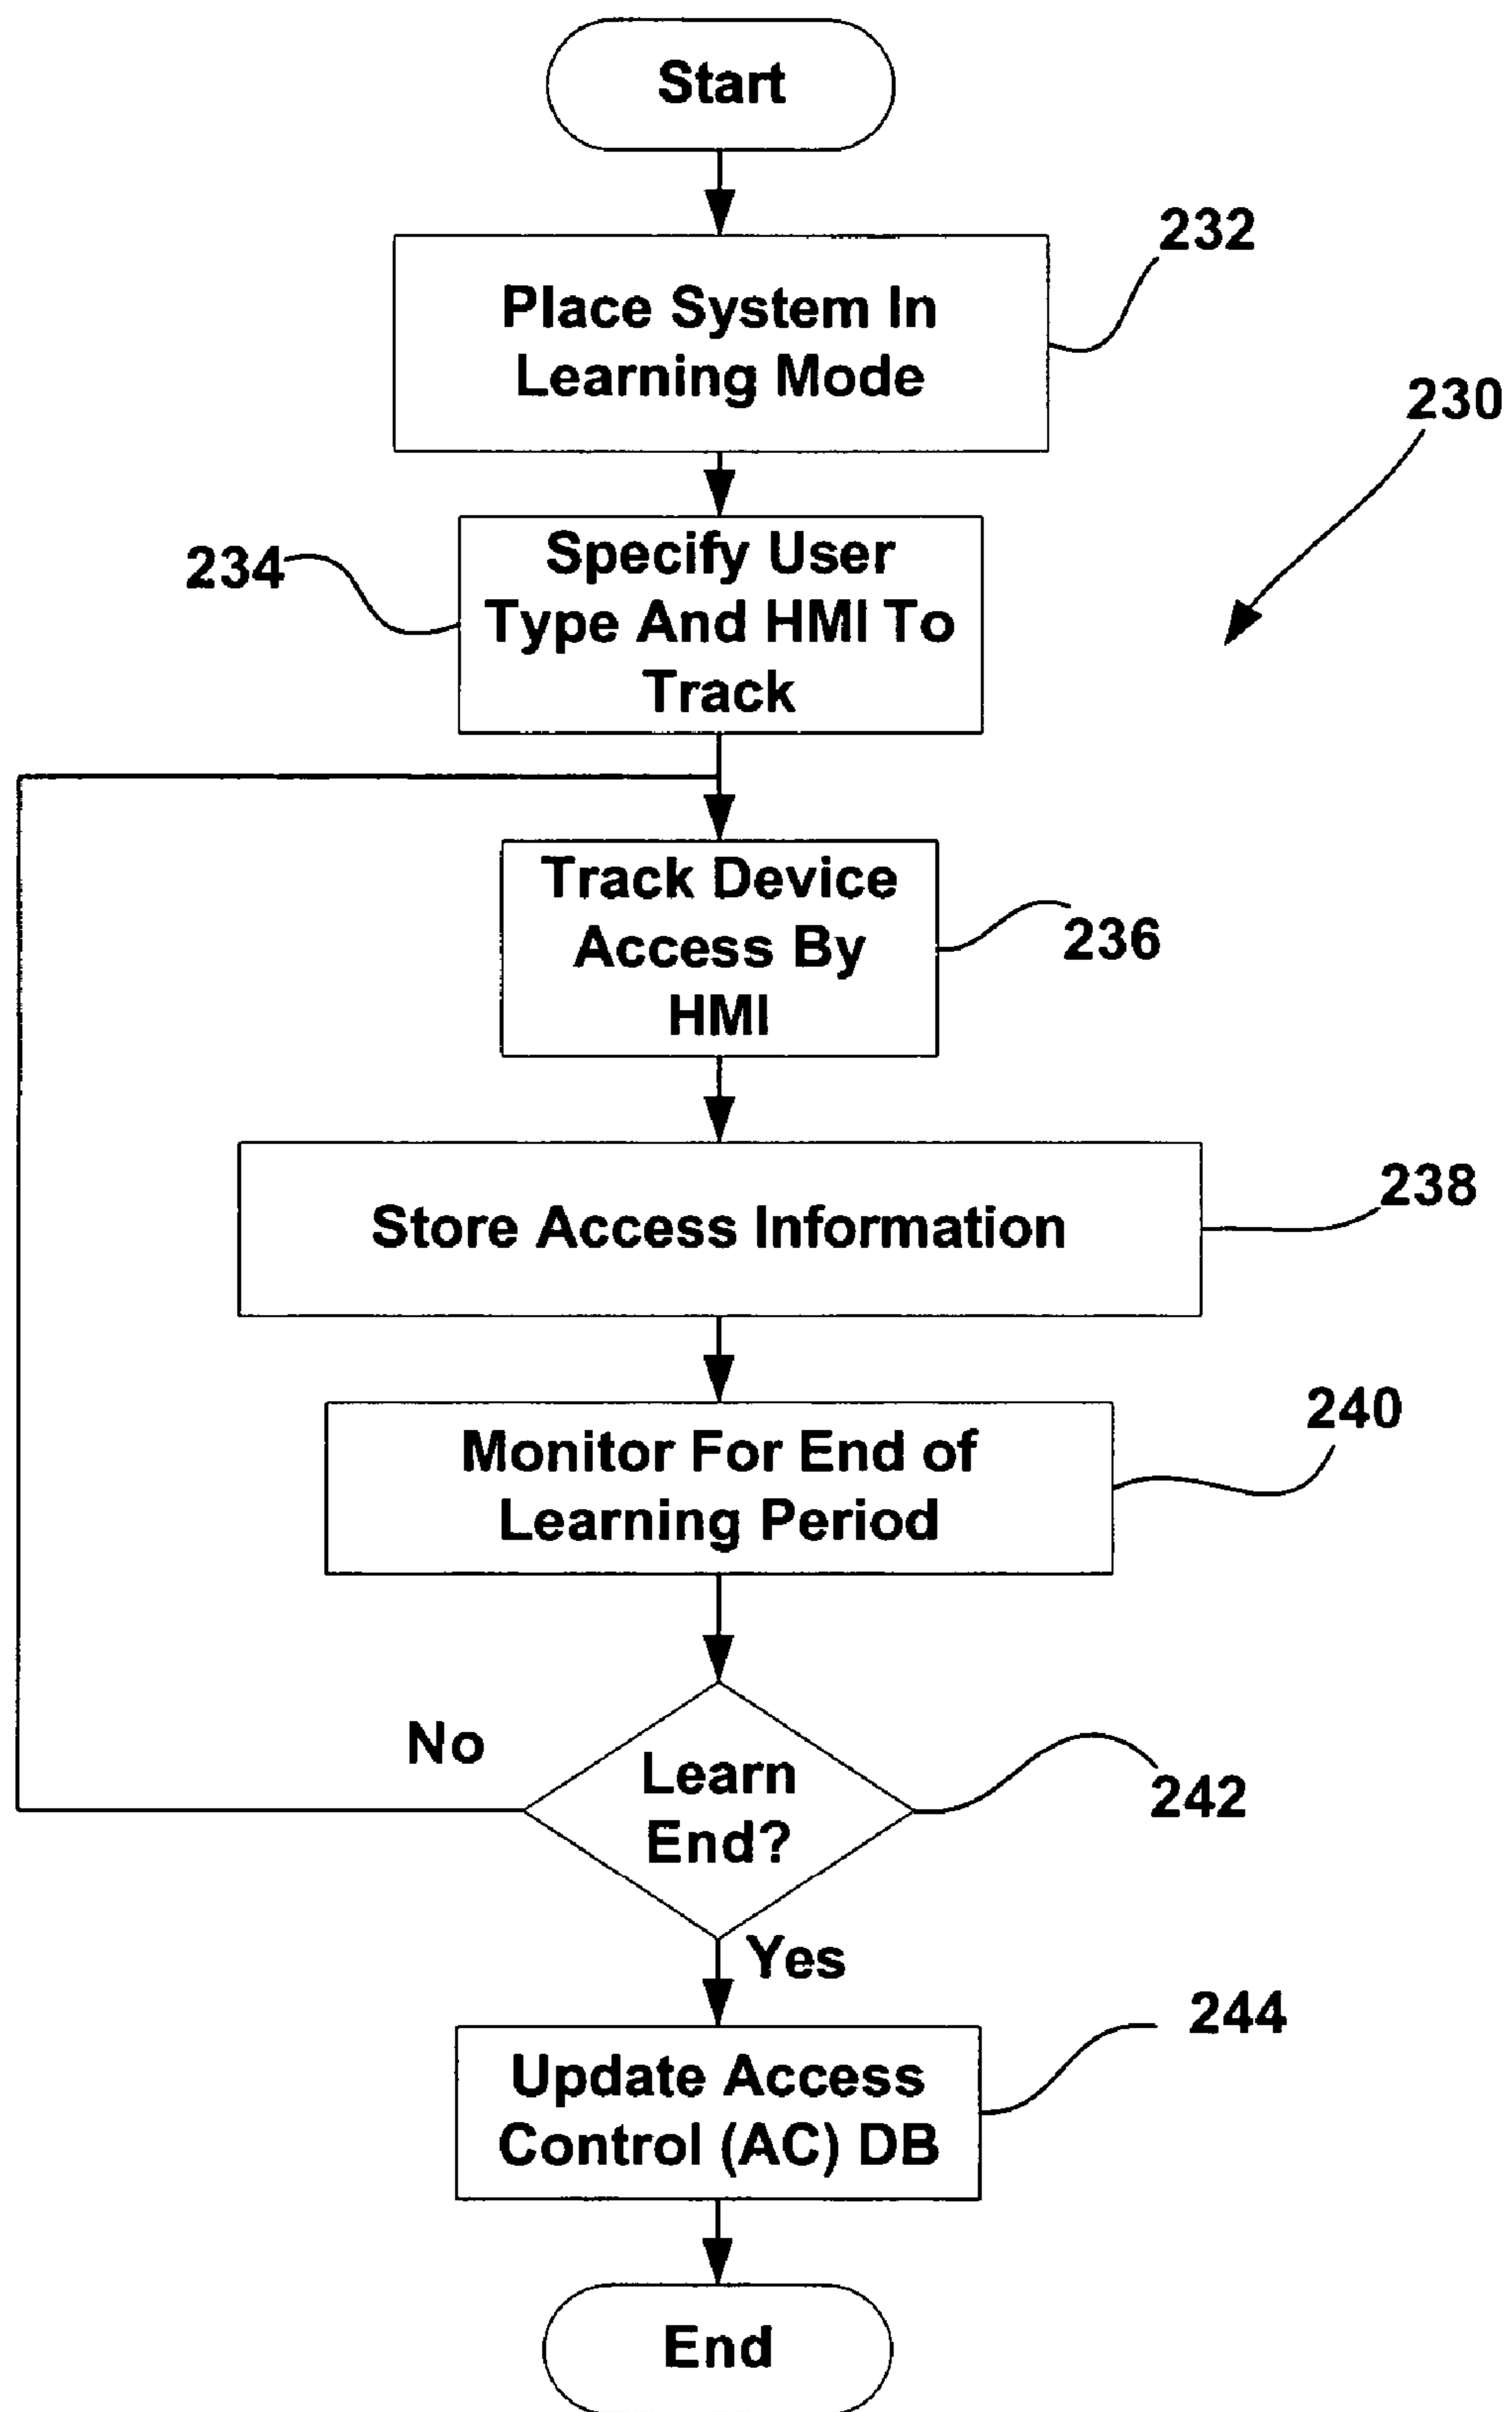 Start
232
Place System In
Learning Mode
230
234
Specify User
Type And HMI To
Track
Track Device
Access By
HMI
236
238
Store Access Information
240
Monitor For End of
Learning Period
No
Learn
End?
242
Yes
244
Update Access
Control (AC) DB
End